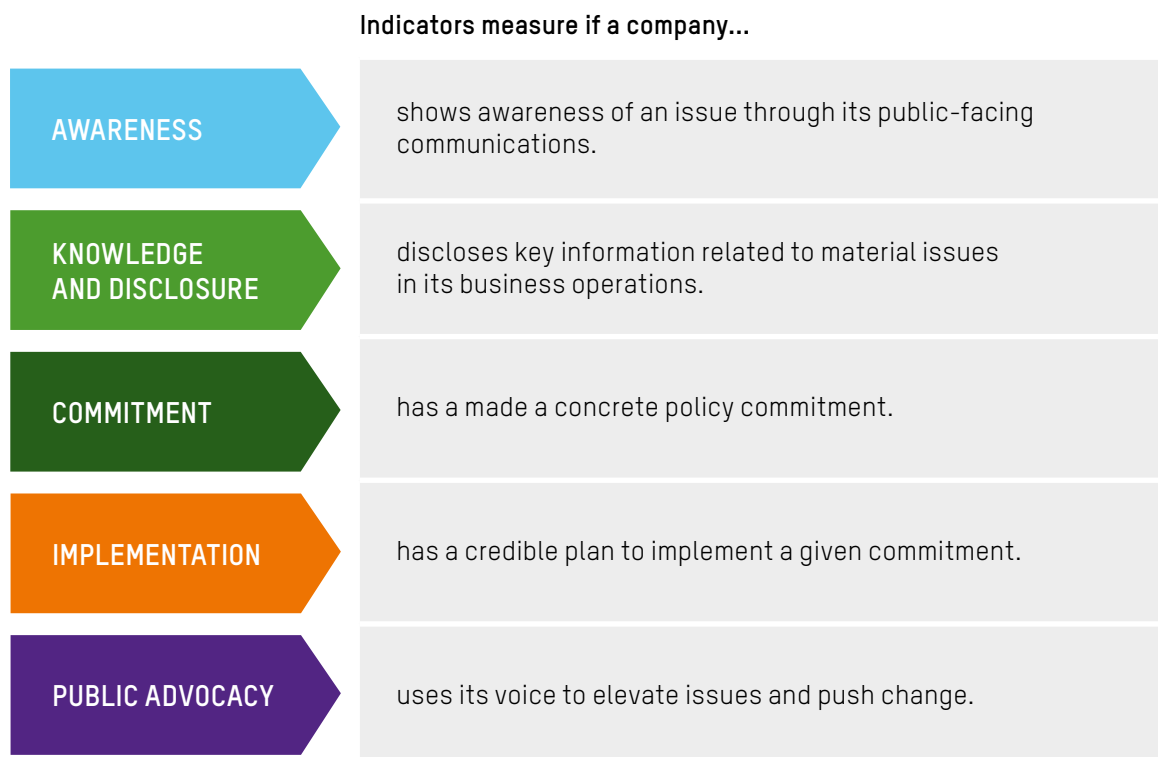 Indicators measure if a company...
AWARENESS
shows awareness of an issue through its public-facing
communications.
KNOWLEDGE
AND DISCLOSURE
discloses key information related to material issues
in its business operations.
COMMITMENT
has a made a concrete policy commitment.
IMPLEMENTATION
has a credible plan to implement a given commitment.
PUBLIC ADVOCACY
uses its voice to elevate issues and push change.